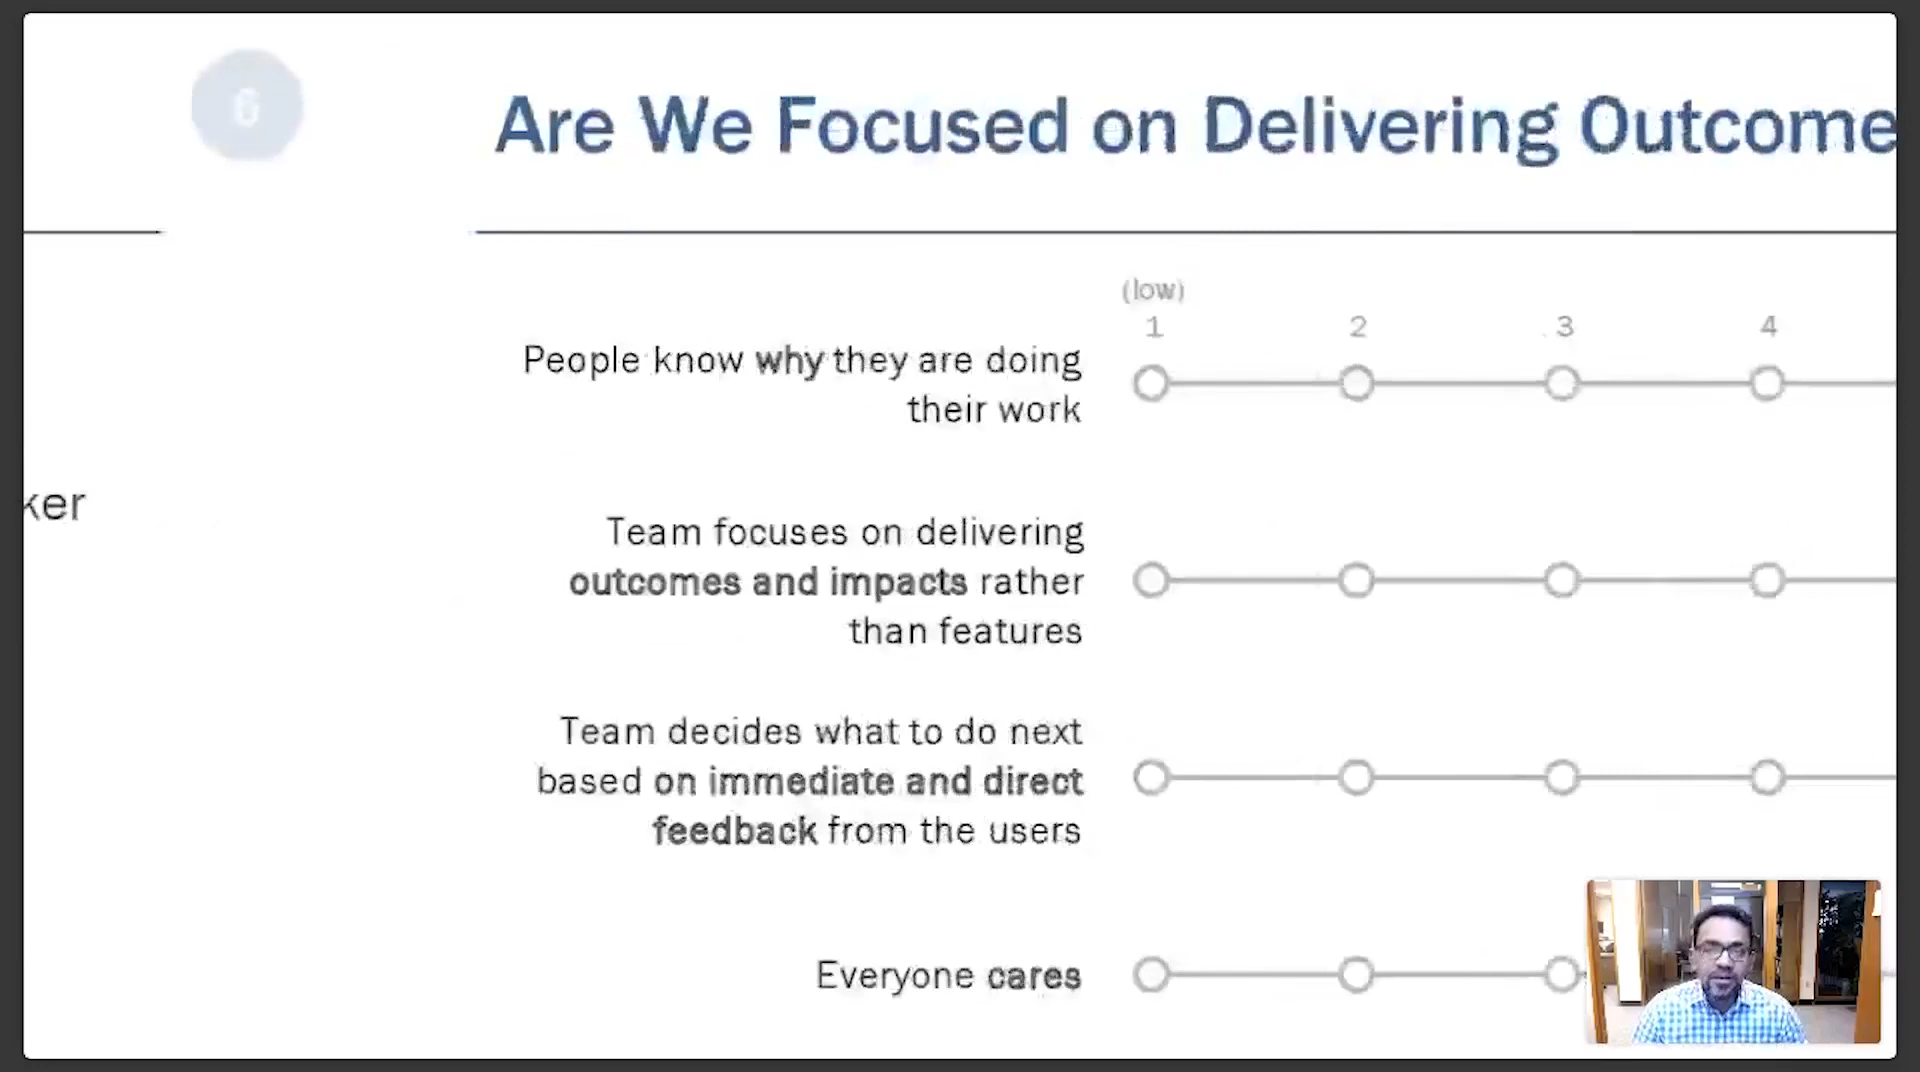 6
Are We Focused on Delivering Outcome
(low)
1 2 3 4
People know why they are doing
their work
ker
Team focuses on delivering
outcomes and impacts rather
than features
Team decides what to do next
based on immediate and direct
feedback from the users
Everyone cares